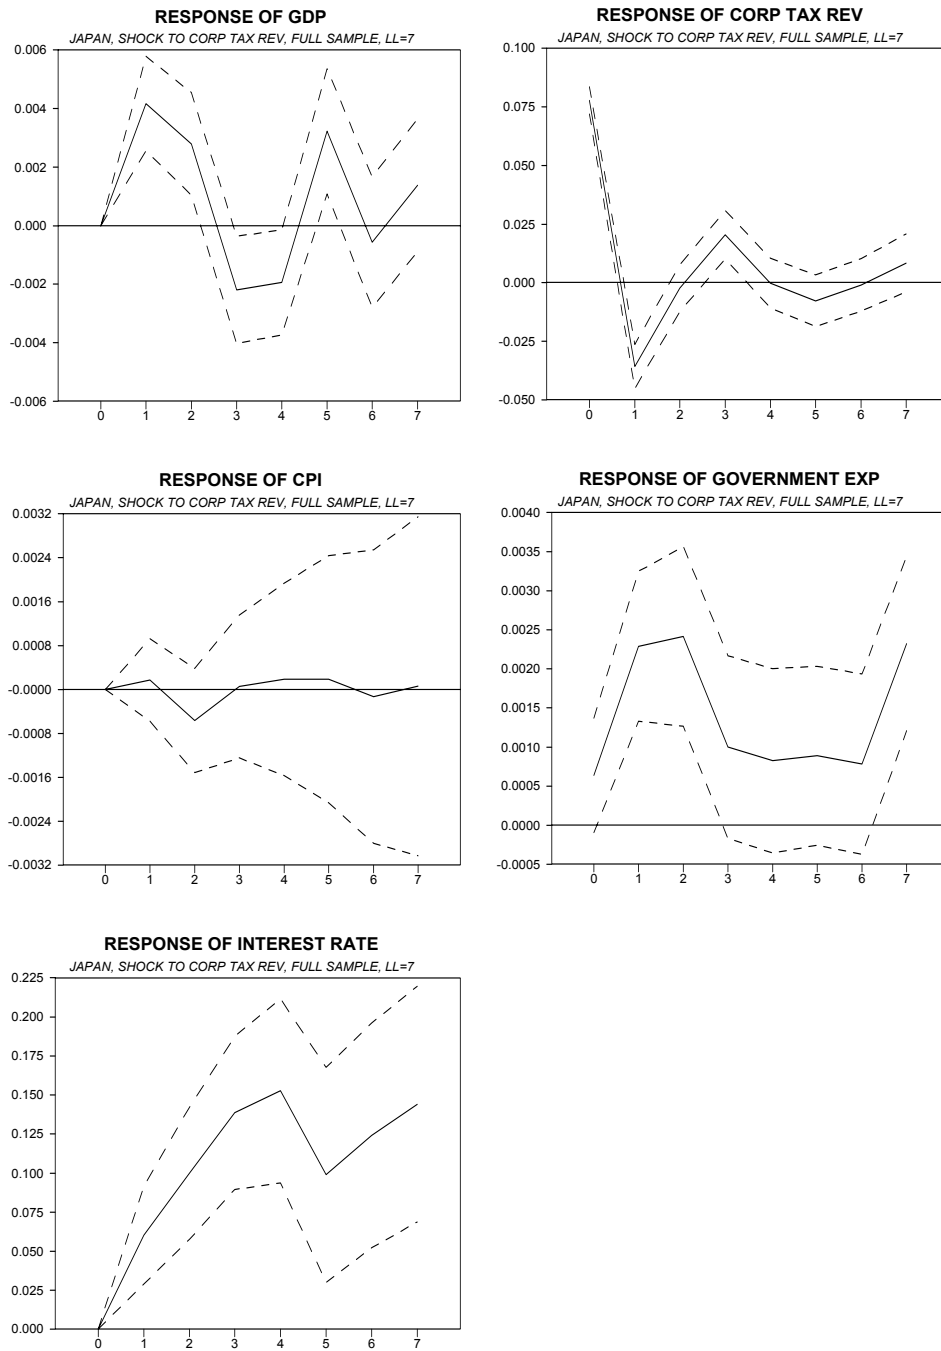 RESPONSE OF GDP
JAPAN, SHOCK TO CORP TAX REV, FULL SAMPLE, LL=7
0.006
0.004
0.002
0.000
-0.002
-0.004
-0.006
0 1 2 3 4 5 6 7
RESPONSE OF CORP TAX REV
JAPAN, SHOCK TO CORP TAX REV, FULL SAMPLE, LL=7
0.100
0.075
0.050
0.025
0.000
-0.025
-0.050
0 1 2 3 4 5 6 7
RESPONSE OF CPI
JAPAN, SHOCK TO CORP TAX REV, FULL SAMPLE, LL=7
0.0032
0.0024
0.0016
0.0008
-0.0000
-0.0008
-0.0016
-0.0024
-0.0032
0 1 2 3 4 5 6 7
RESPONSE OF GOVERNMENT EXP
JAPAN, SHOCK TO CORP TAX REV, FULL SAMPLE, LL=7
0.0040
0.0035
0.0030
0.0025
0.0020
0.0015
0.0010
0.0005
0.0000
-0.0005
0 1 2 3 4 5 6 7
RESPONSE OF INTEREST RATE
JAPAN, SHOCK TO CORP TAX REV, FULL SAMPLE, LL=7
0.225
0.200
0.175
0.150
0.125
0.100
0.075
0.050
0.025
0.000
0 1 2 3 4 5 6 7